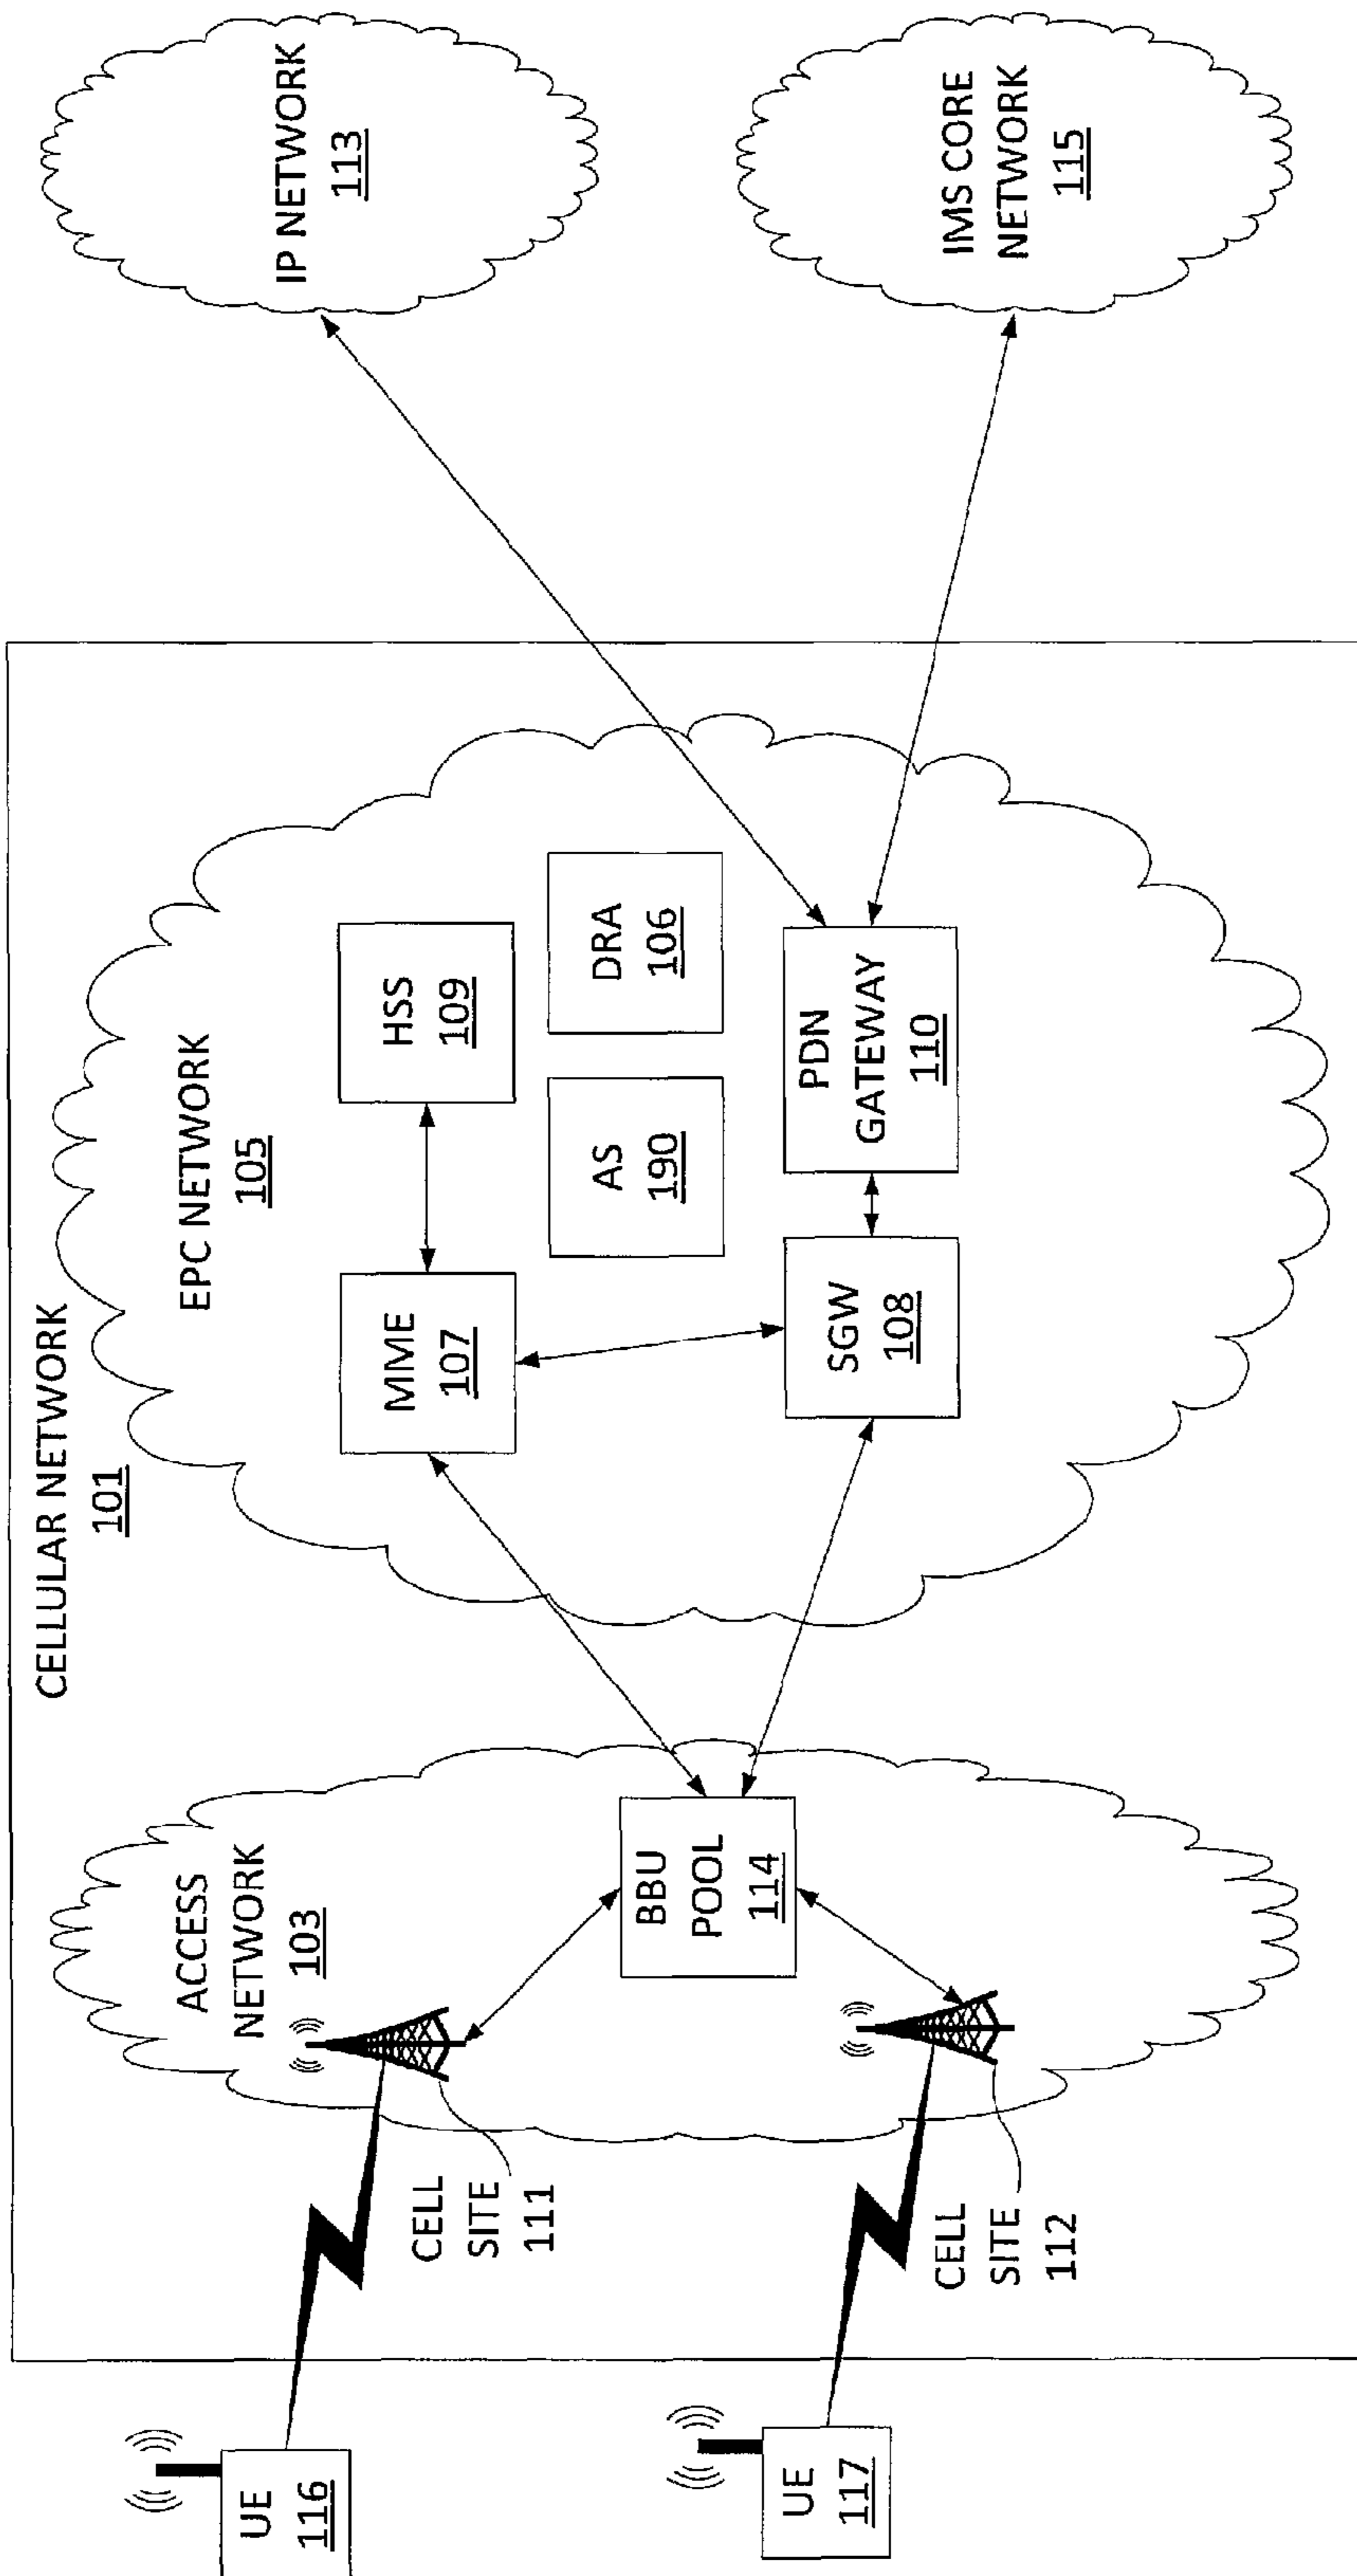 CELLULAR NETWORK
101
ACCESS
NETWORK
103
EPC NETWORK
105
IP NETWORK
113
UE
116
CELL
SITE
111
BBU
POOL
114
MME
107
HSS
109
AS
190
DRA
106
UE
117
CELL
SITE
112
SGW
108
PDN
GATEWAY
110
IMS CORE
NETWORK
115